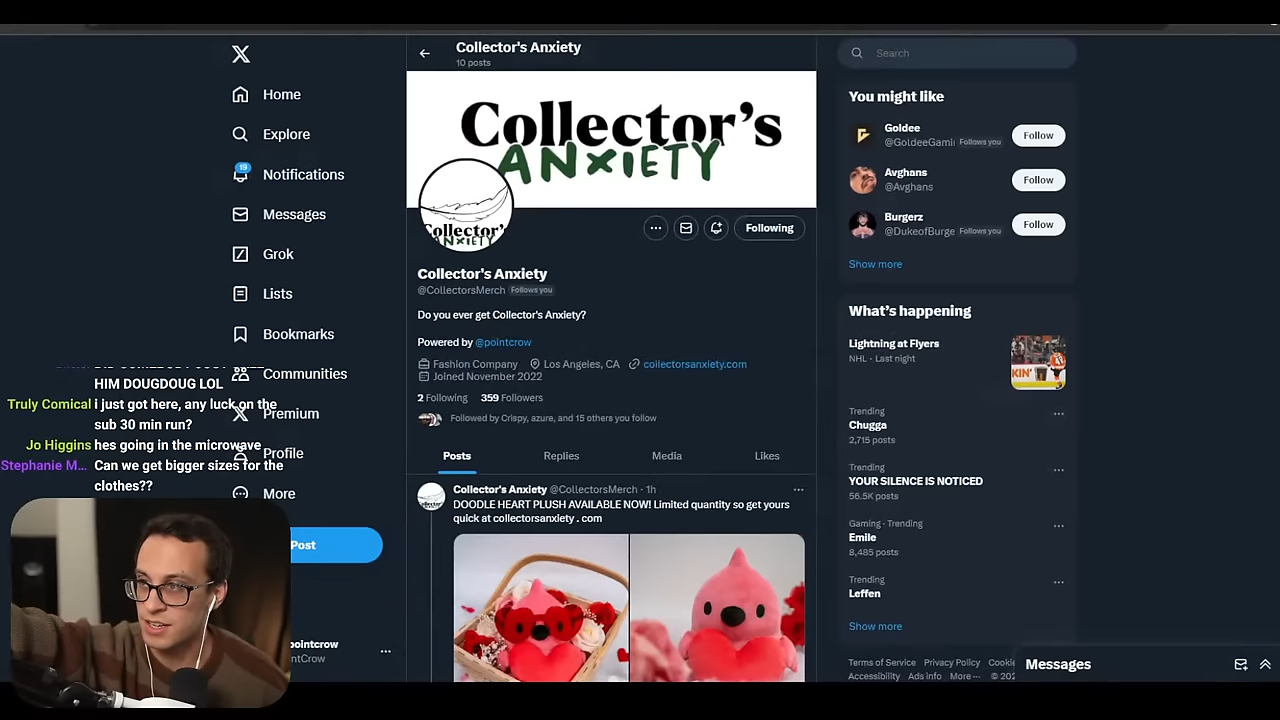 Home
Explore
19
Notifications
Messages
Grok
Lists
Bookmarks
Communities
Premium
Profile
More
Post
pointcrow
ntCrow
HIM DOUGDOUG LOL
Truly Comical i just got here, any luck on the
sub 30 min run?
Jo Higgins hes going in the microwave
Stephanie M... Can we get bigger sizes for the
clothes??
Collector's Anxiety
10 posts
Collector's
ANXIETY
Collector's
ANXIETY
Following
Collector's Anxiety
@CollectorsMerch Follows you
Do you ever get Collector's Anxiety?
Powered by @pointcrow
Fashion Company Los Angeles, CA collectorsanxiety.com
Joined November 2022
2 Following 359 Followers
Followed by Crispy, azure, and 15 others you follow
Posts Replies Media Likes
Collector's Anxiety @CollectorsMerch · 1h
DOODLE HEART PLUSH AVAILABLE NOW! Limited quantity so get yours
quick at collectorsanxiety . com
Search
You might like
Goldee
@GoldeeGami Follows you
Follow
Avghans
@Avghans
Follow
Burgerz
@DukeofBurge Follows you
Follow
Show more
What's happening
Lightning at Flyers
NHL · Last night
Trending
Chugga
2,715 posts
Trending
YOUR SILENCE IS NOTICED
56.5K posts
Gaming · Trending
Emile
8,485 posts
Trending
Leffen
Show more
Terms of Service Privacy Policy Cookie
Accessibility Ads info More ··· © 202
Messages